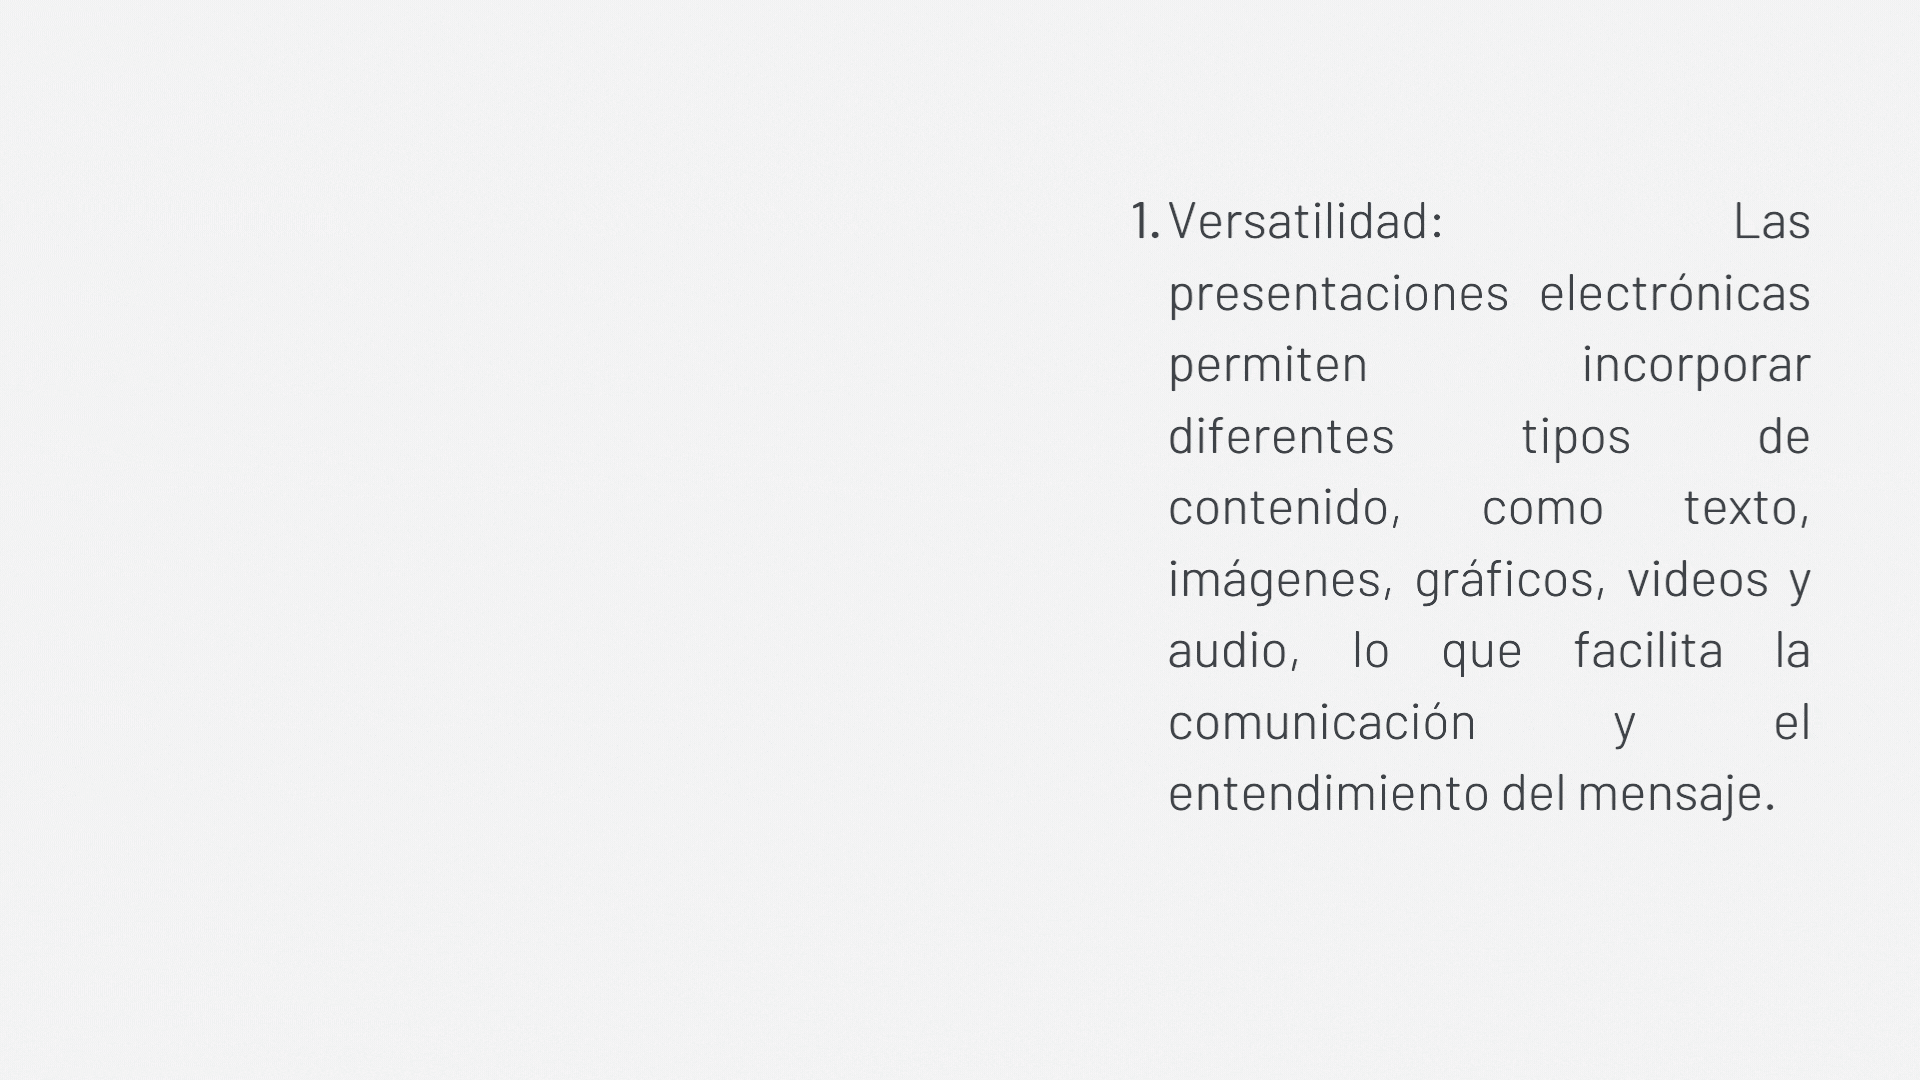 1. Versatilidad: Las
presentaciones electrónicas
permiten incorporar
diferentes tipos de
contenido, como texto,
imágenes, gráficos, videos y
audio, lo que facilita la
comunicación y el
entendimiento del mensaje.